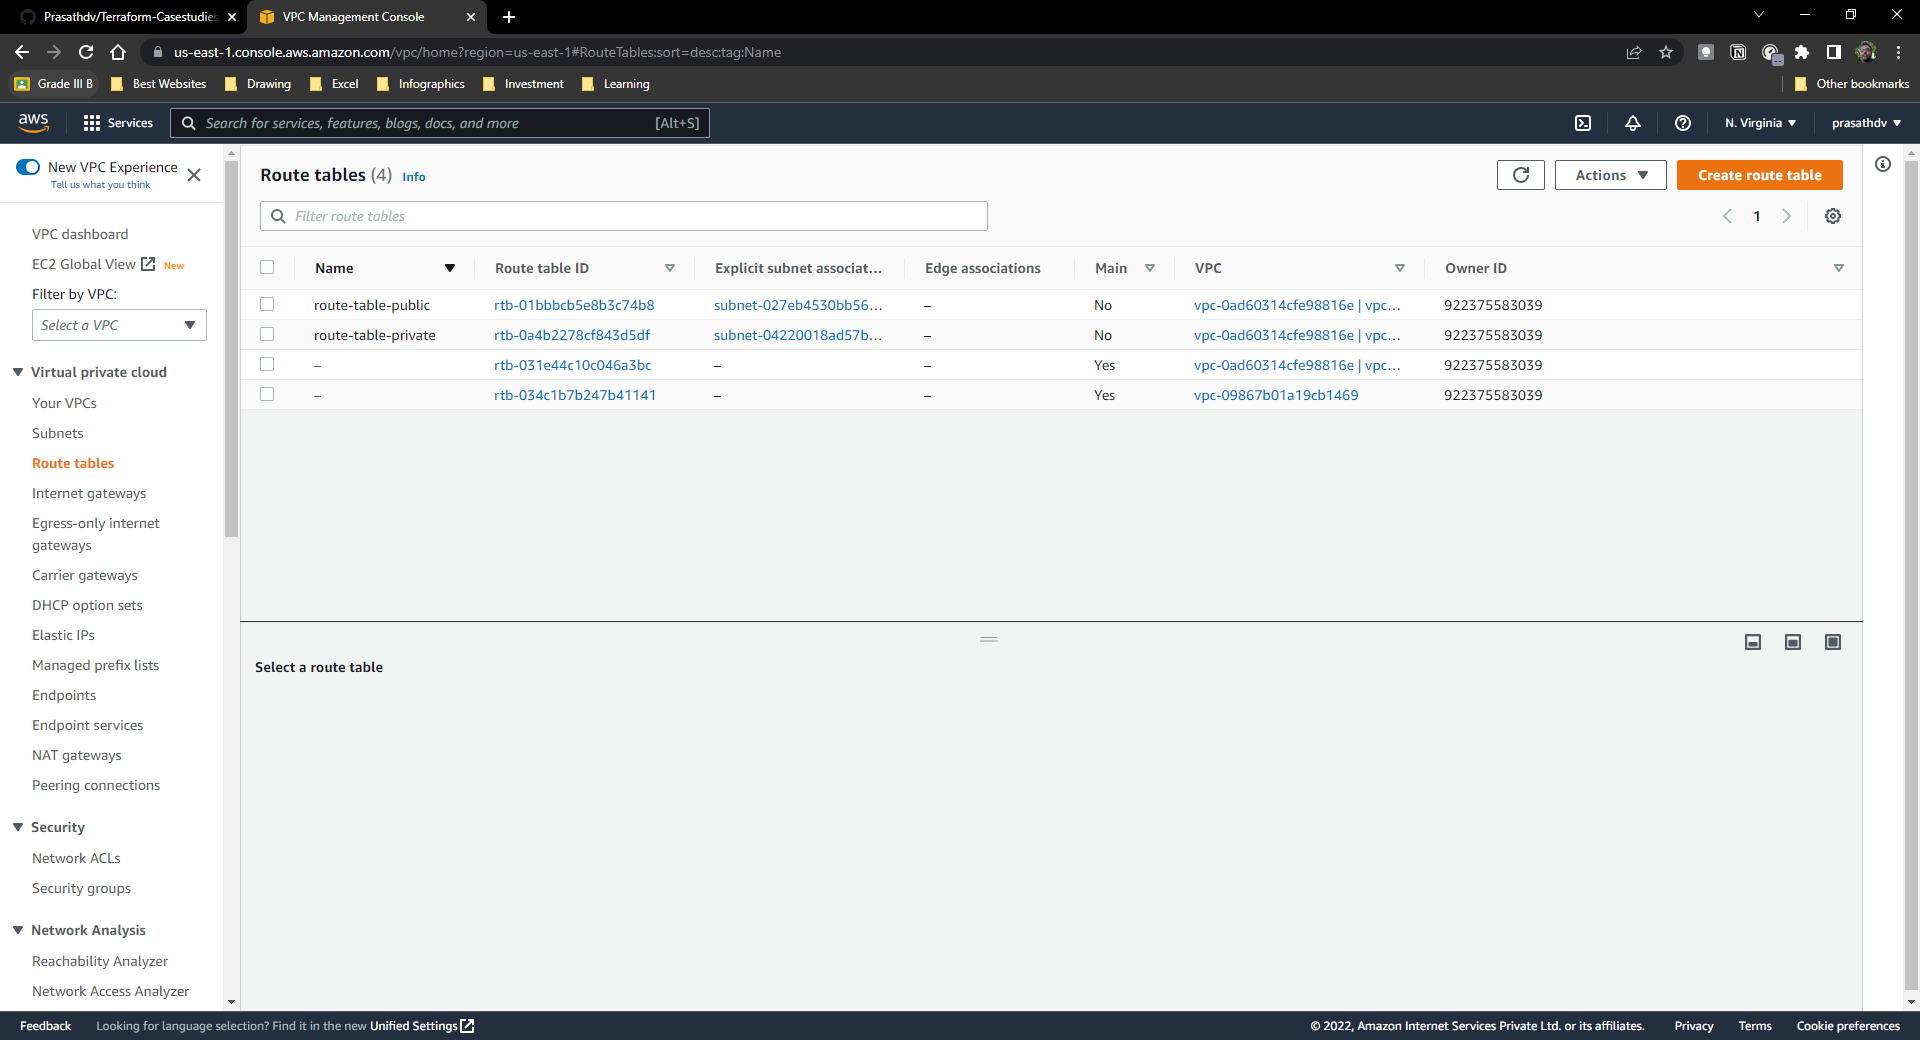 Prasathdv/Terraform-Casestudies
VPC Management Console
us-east-1.console.aws.amazon.com/vpc/home?region=us-east-1#RouteTables:sort=desc:tag:Name
Grade III B
Best Websites
Drawing
Excel
Infographics
Investment
Learning
Other bookmarks
aws
Services
Search for services, features, blogs, docs, and more
[Alt+S]
N. Virginia
prasathdv
New VPC Experience
Tell us what you think
VPC dashboard
EC2 Global View New
Filter by VPC:
Select a VPC
Virtual private cloud
Your VPCs
Subnets
Route tables
Internet gateways
Egress-only internet
gateways
Carrier gateways
DHCP option sets
Elastic IPs
Managed prefix lists
Endpoints
Endpoint services
NAT gateways
Peering connections
Security
Network ACLs
Security groups
Network Analysis
Reachability Analyzer
Network Access Analyzer
Route tables (4) Info
Actions
Create route table
Filter route tables
1
Name Route table ID Explicit subnet associat... Edge associations Main VPC Owner ID
route-table-public rtb-01bbbcb5e8b3c74b8 subnet-027eb4530bb56... – No vpc-0ad60314cfe98816e | vpc... 922375583039
route-table-private rtb-0a4b2278cf843d5df subnet-04220018ad57b... – No vpc-0ad60314cfe98816e | vpc... 922375583039
– rtb-031e44c10c046a3bc – – Yes vpc-0ad60314cfe98816e | vpc... 922375583039
– rtb-034c1b7b247b41141 – – Yes vpc-09867b01a19cb1469 922375583039
Select a route table
Feedback
Looking for language selection? Find it in the new Unified Settings
© 2022, Amazon Internet Services Private Ltd. or its affiliates.
Privacy
Terms
Cookie preferences